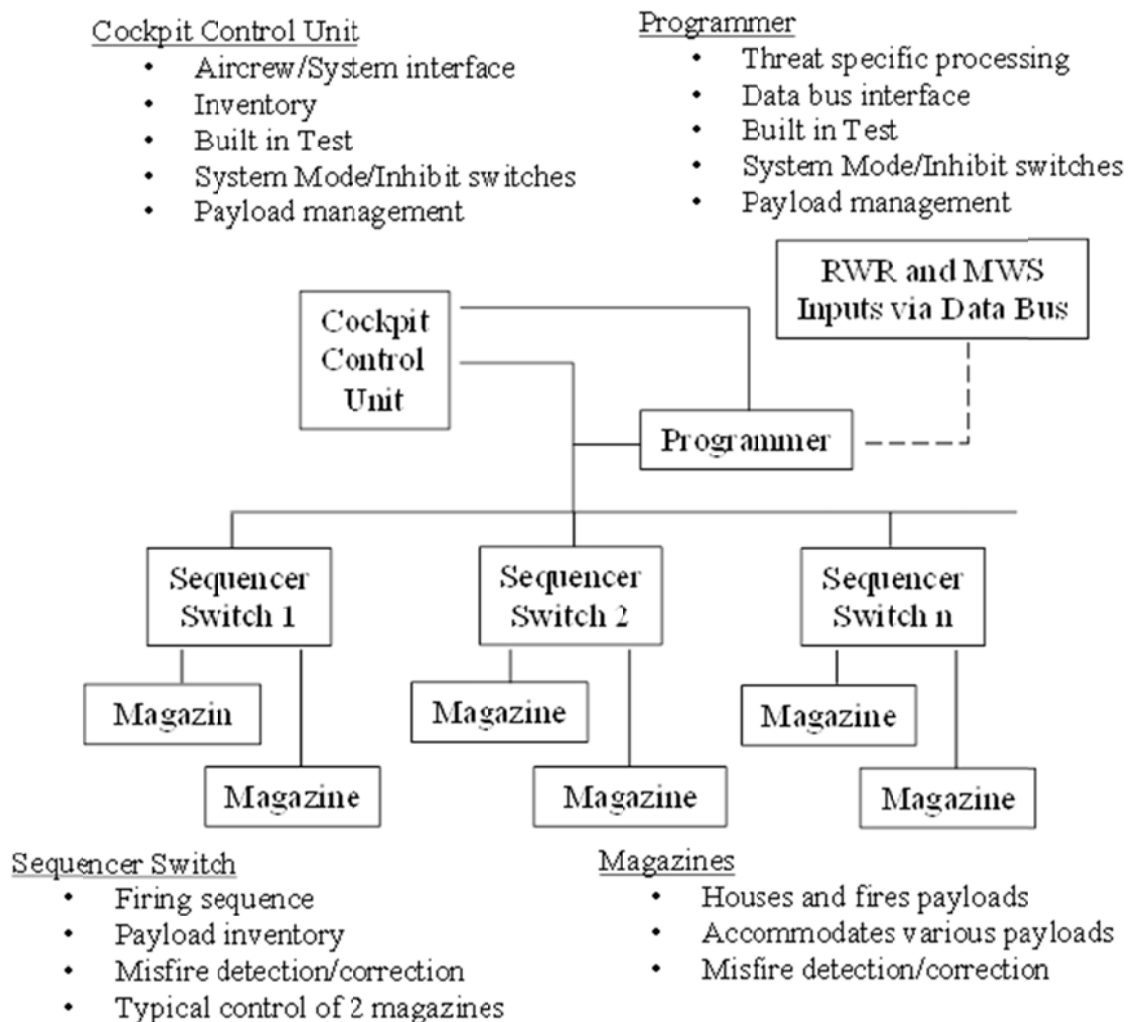 Cockpit Control Unit
• Aircrew/System interface
• Inventory
• Built in Test
• System Mode/Inhibit switches
• Payload management
Programmer
• Threat specific processing
• Data bus interface
• Built in Test
• System Mode/Inhibit switches
• Payload management
RWR and MWS
Inputs via Data Bus
Cockpit
Control
Unit
Programmer
Sequencer
Switch 1
Sequencer
Switch 2
Sequencer
Switch n
Magazin
Magazine
Magazine
Magazine
Magazine
Magazine
Sequencer Switch
• Firing sequence
• Payload inventory
• Misfire detection/correction
• Typical control of 2 magazines
Magazines
• Houses and fires payloads
• Accommodates various payloads
• Misfire detection/correction